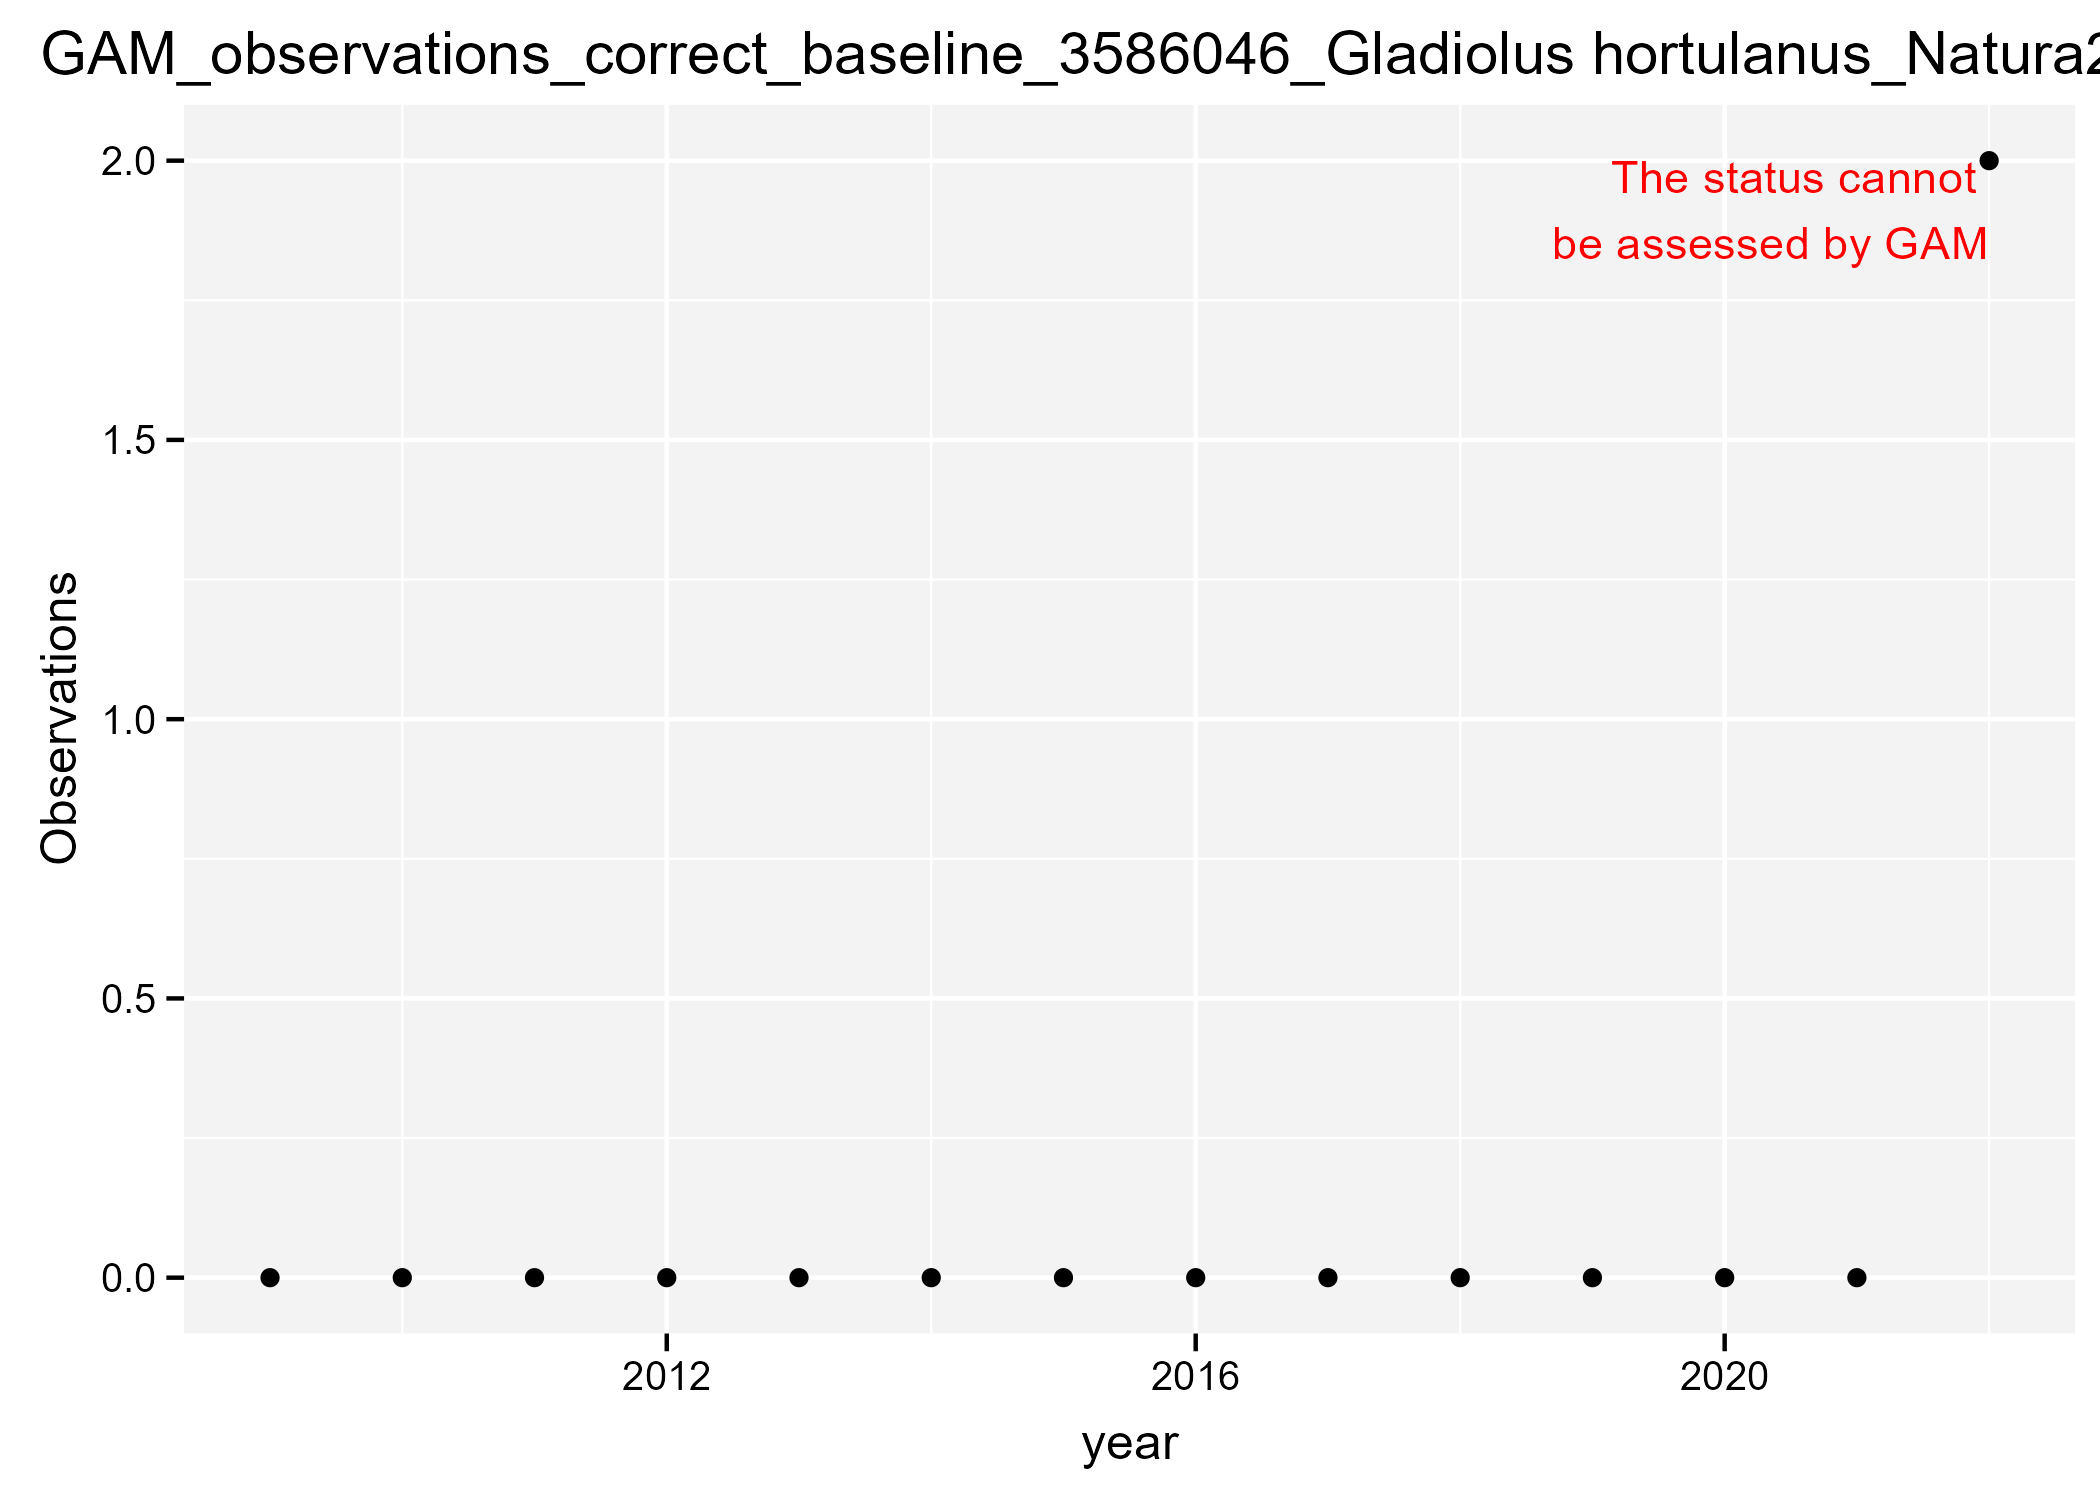 GAM_observations_correct_baseline_3586046_Gladiolus hortulanus_Natura2
2.0
The status cannot
be assessed by GAM
1.5
1.0
0.5
0.0
Observations
2012 2016 2020
year